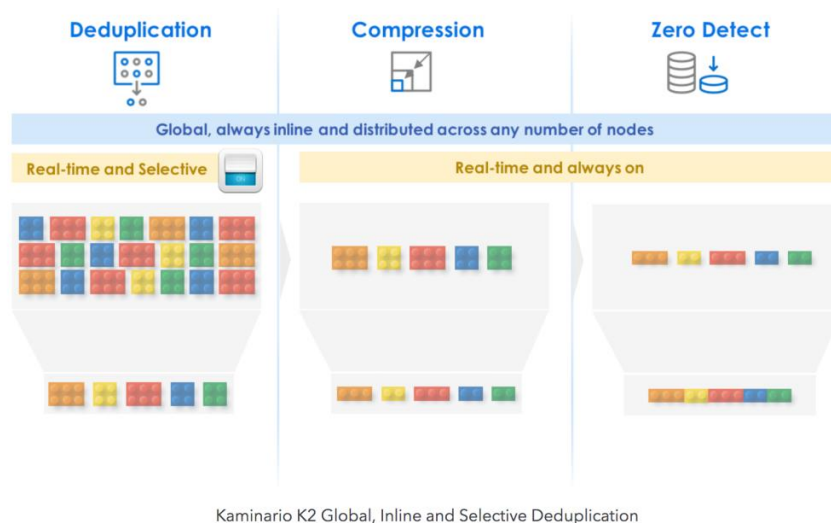 Deduplication
Compression
Zero Detect
Global, always inline and distributed across any number of nodes
Real-time and Selective
ON
Real-time and always on
Kaminario K2 Global, Inline and Selective Deduplication